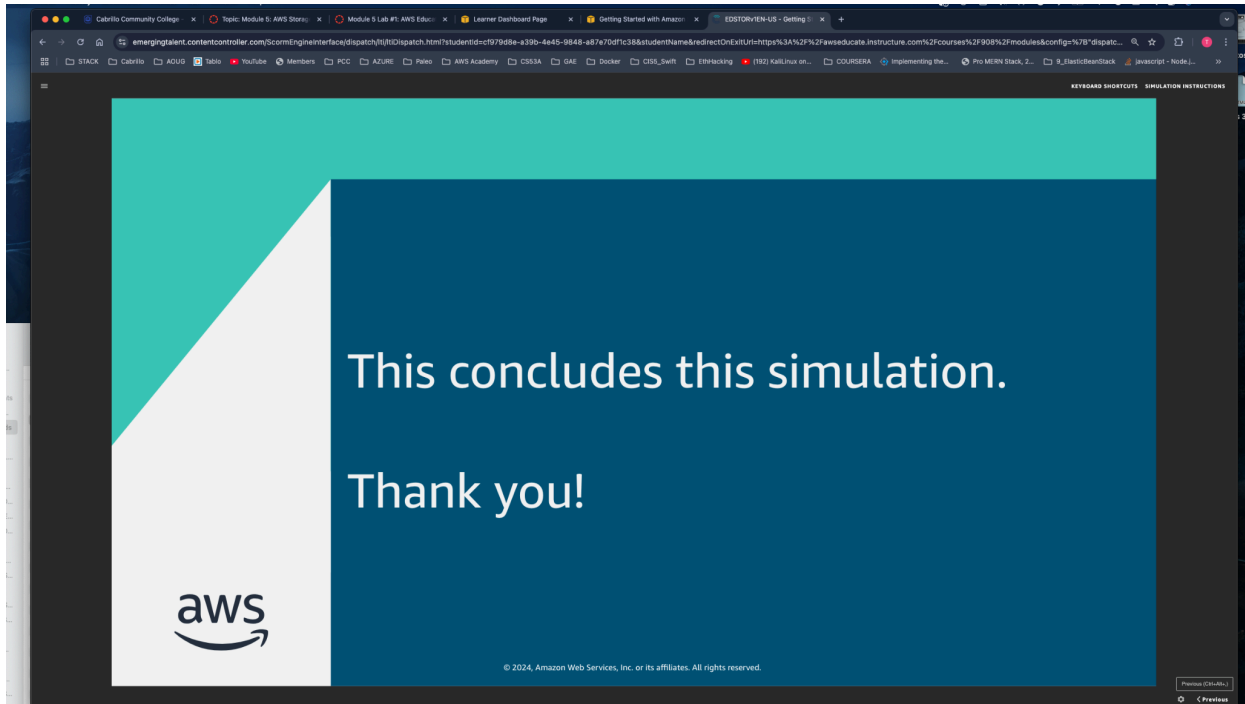 Cabrillo Community College -
Topic: Module 5: AWS Storag
Module 5 Lab #1: AWS Educa
Learner Dashboard Page
Getting Started with Amazon
EDSTORv1EN-US - Getting S
emergingtalent.contentcontroller.com/ScormEngineInterface/dispatch/lti/ltiDispatch.html?studentId=cf979d8e-a39b-4e45-9848-a87e70df1c38&studentName&redirectOnExitUrl=https%3A%2F%2Fawseducate.instructure.com%2Fcourses%2F908%2Fmodules&config=%7B"dispatc...
STACK Cabrillo AOUG Tablo YouTube Members PCC AZURE Paleo AWS Academy CS53A GAE Docker CIS5_Swift EthHacking (192) KaliLinux on... COURSERA Implementing the... Pro MERN Stack, 2... 9_ElasticBeanStack javascript - Node.j... »
KEYBOARD SHORTCUTS SIMULATION INSTRUCTIONS
This concludes this simulation.
Thank you!
aws
© 2024, Amazon Web Services, Inc. or its affiliates. All rights reserved.
Previous (Ctrl+Alt+,)
< Previous